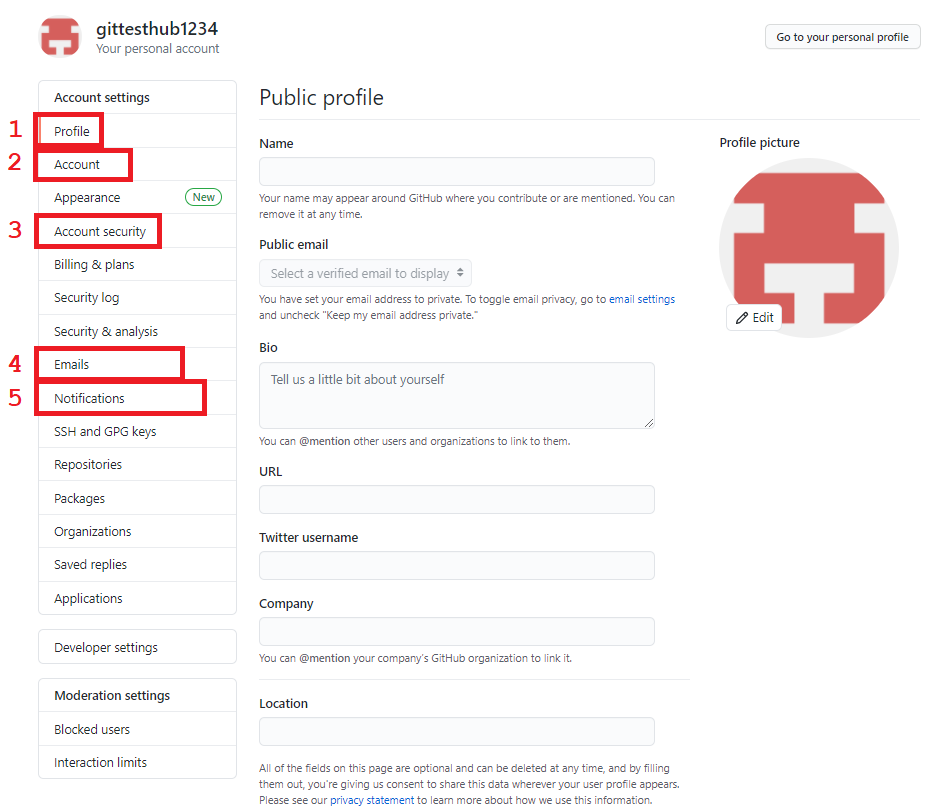 gittesthub1234
Your personal account
Go to your personal profile
Account settings
1 Profile
2 Account
Appearance New
3 Account security
Billing & plans
Security log
Security & analysis
4 Emails
5 Notifications
SSH and GPG keys
Repositories
Packages
Organizations
Saved replies
Applications
Developer settings
Moderation settings
Blocked users
Interaction limits
Public profile
Name
Your name may appear around GitHub where you contribute or are mentioned. You can
remove it at any time.
Public email
Select a verified email to display
You have set your email address to private. To toggle email privacy, go to email settings
and uncheck "Keep my email address private."
Bio
Tell us a little bit about yourself
You can @mention other users and organizations to link to them.
URL
Twitter username
Company
You can @mention your company's GitHub organization to link it.
Location
All of the fields on this page are optional and can be deleted at any time, and by filling
them out, you're giving us consent to share this data wherever your user profile appears.
Please see our privacy statement to learn more about how we use this information.
Profile picture
Edit